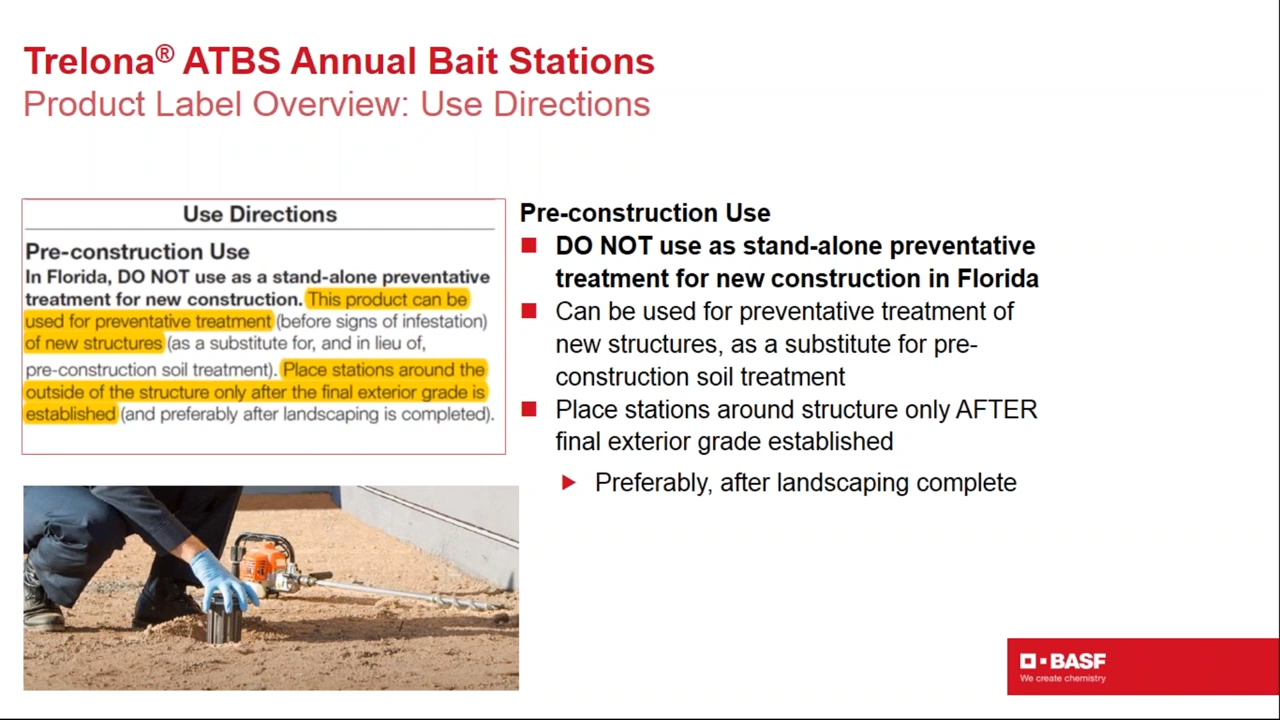 Trelona® ATBS Annual Bait Stations
Product Label Overview: Use Directions
Use Directions
Pre-construction Use
In Florida, DO NOT use as a stand-alone preventative
treatment for new construction. This product can be
used for preventative treatment (before signs of infestation)
of new structures (as a substitute for, and in lieu of,
pre-construction soil treatment). Place stations around the
outside of the structure only after the final exterior grade is
established (and preferably after landscaping is completed).
Pre-construction Use
DO NOT use as stand-alone preventative
treatment for new construction in Florida
Can be used for preventative treatment of
new structures, as a substitute for pre-
construction soil treatment
Place stations around structure only AFTER
final exterior grade established
Preferably, after landscaping complete
BASF
We create chemistry